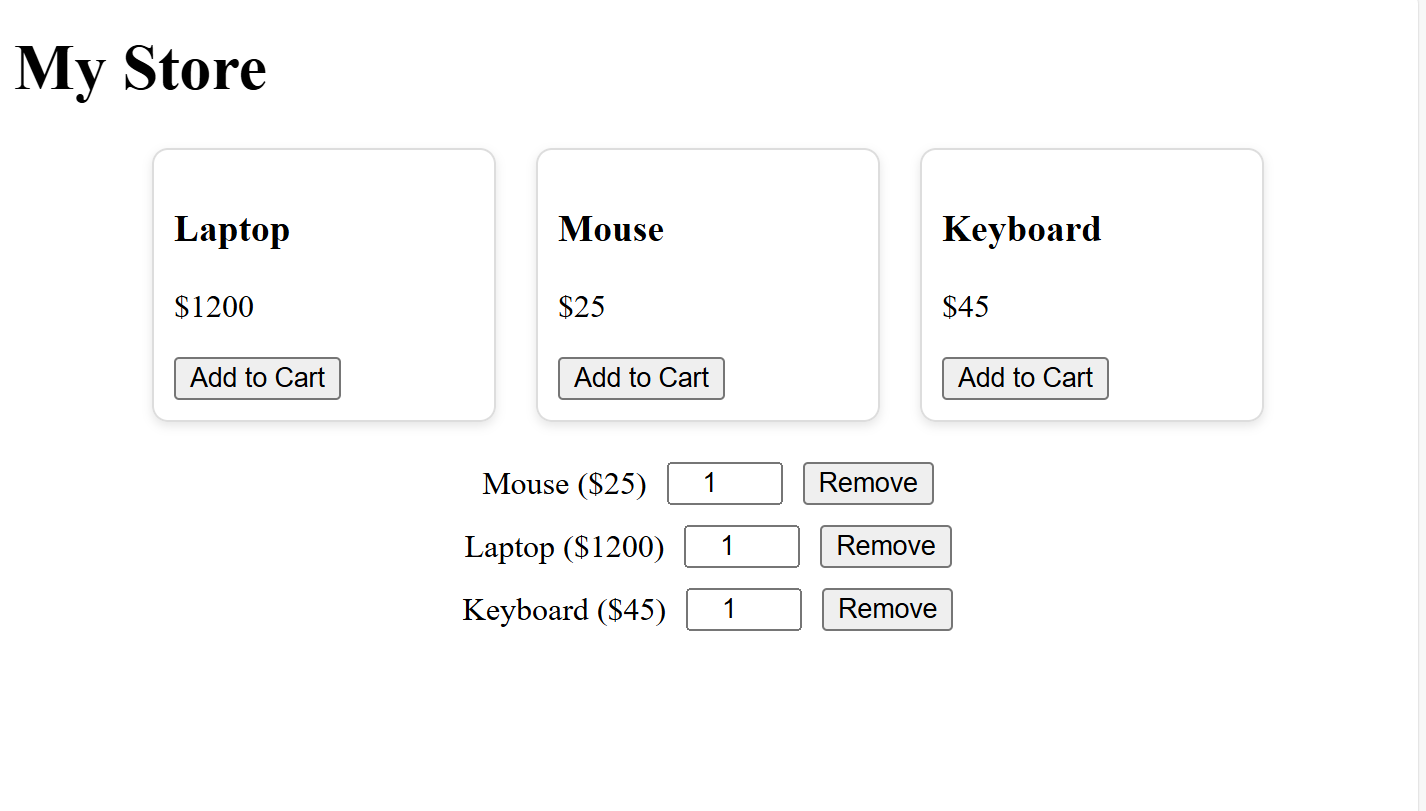 My Store
Laptop Mouse Keyboard
$1200 $25 $45
Add to Cart Add to Cart Add to Cart
Mouse ($25) 1 Remove
Laptop ($1200) 1 Remove
Keyboard ($45) 1 Remove